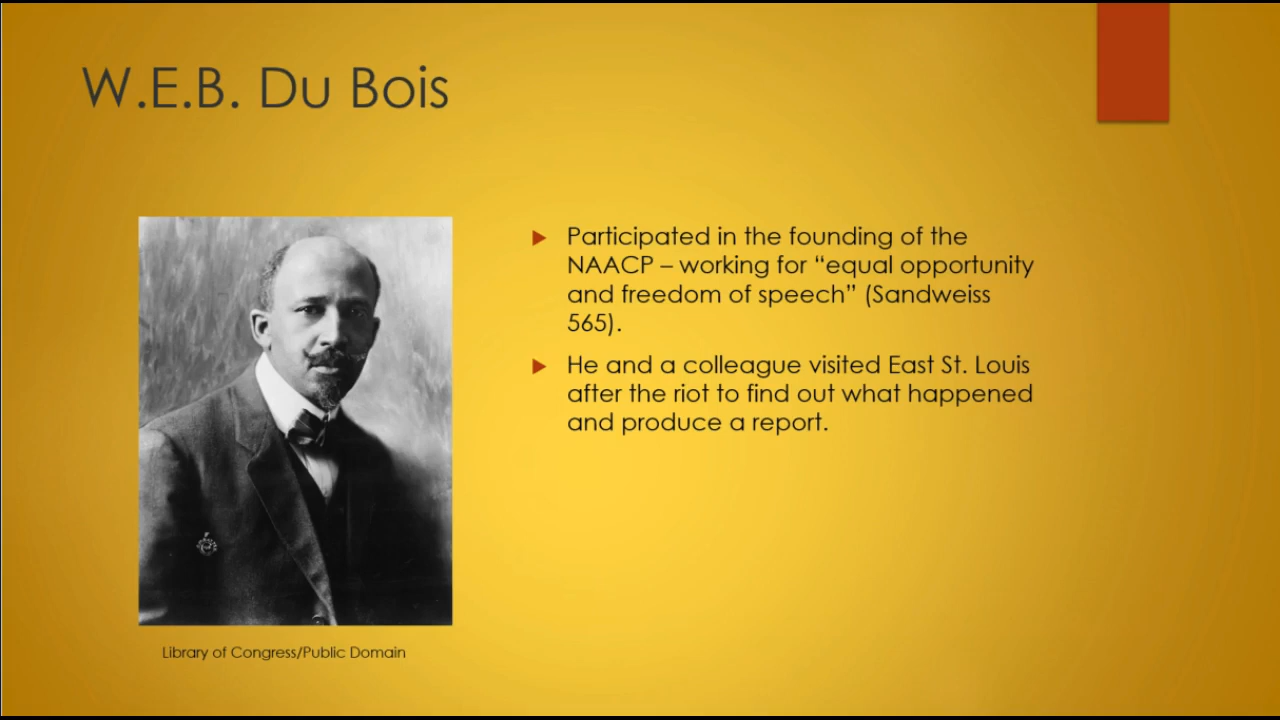 W.E.B. Du Bois
Participated in the founding of the
NAACP – working for “equal opportunity
and freedom of speech” (Sandweiss
565).
He and a colleague visited East St. Louis
after the riot to find out what happened
and produce a report.
Library of Congress/Public Domain